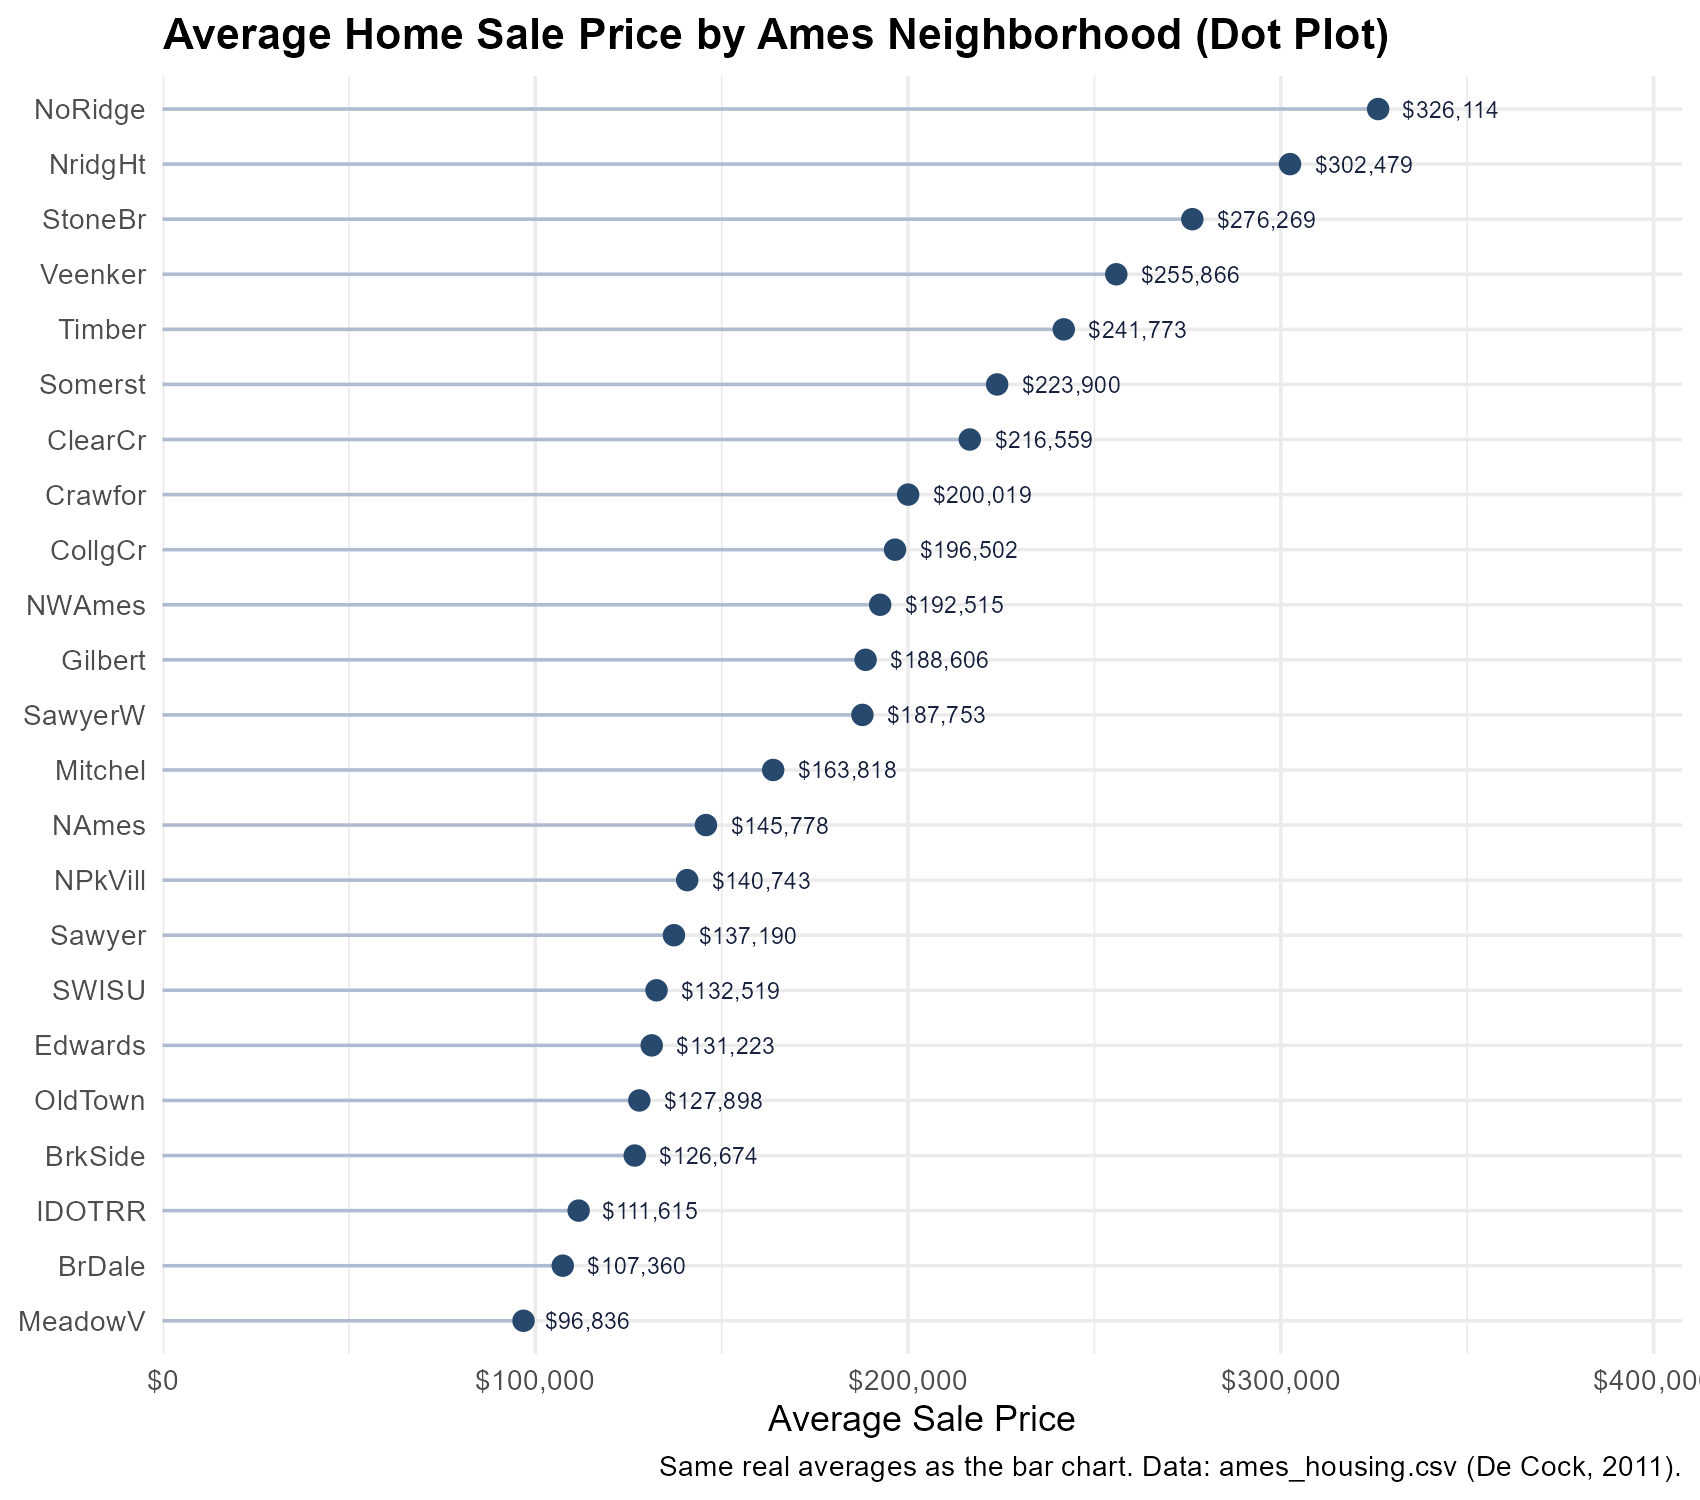 Average Home Sale Price by Ames Neighborhood (Dot Plot)
NoRidge $326,114
NridgHt $302,479
StoneBr $276,269
Veenker $255,866
Timber $241,773
Somerst $223,900
ClearCr $216,559
Crawfor $200,019
CollgCr $196,502
NWAmes $192,515
Gilbert $188,606
SawyerW $187,753
Mitchel $163,818
NAmes $145,778
NPkVill $140,743
Sawyer $137,190
SWISU $132,519
Edwards $131,223
OldTown $127,898
BrkSide $126,674
IDOTRR $111,615
BrDale $107,360
MeadowV $96,836
$0 $100,000 $200,000 $300,000 $400,00
Average Sale Price
Same real averages as the bar chart. Data: ames_housing.csv (De Cock, 2011).